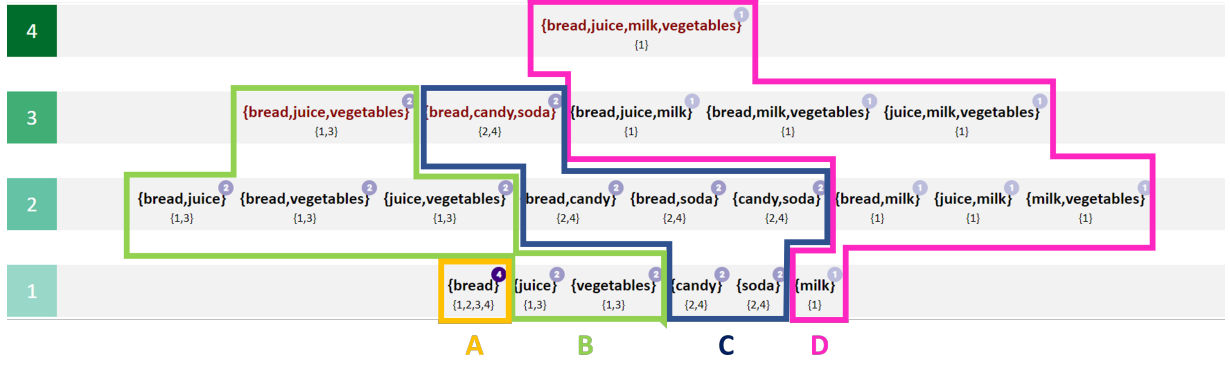 4
{bread,juice,milk,vegetables} 1
{1}
3
{bread,juice,vegetables} 2 {bread,candy,soda} 2 {bread,juice,milk} 1 {bread,milk,vegetables} 1 {juice,milk,vegetables} 1
{1,3} {2,4} {1} {1} {1}
2
{bread,juice} 2 {bread,vegetables} 2 {juice,vegetables} 2 {bread,candy} 2 {bread,soda} 2 {candy,soda} 2 {bread,milk} 1 {juice,milk} 1 {milk,vegetables} 1
{1,3} {1,3} {1,3} {2,4} {2,4} {2,4} {1} {1} {1}
1
{bread} 4 {juice} 2 {vegetables} 2 {candy} 2 {soda} 2 {milk} 1
{1,2,3,4} {1,3} {1,3} {2,4} {2,4} {1}
A B C D